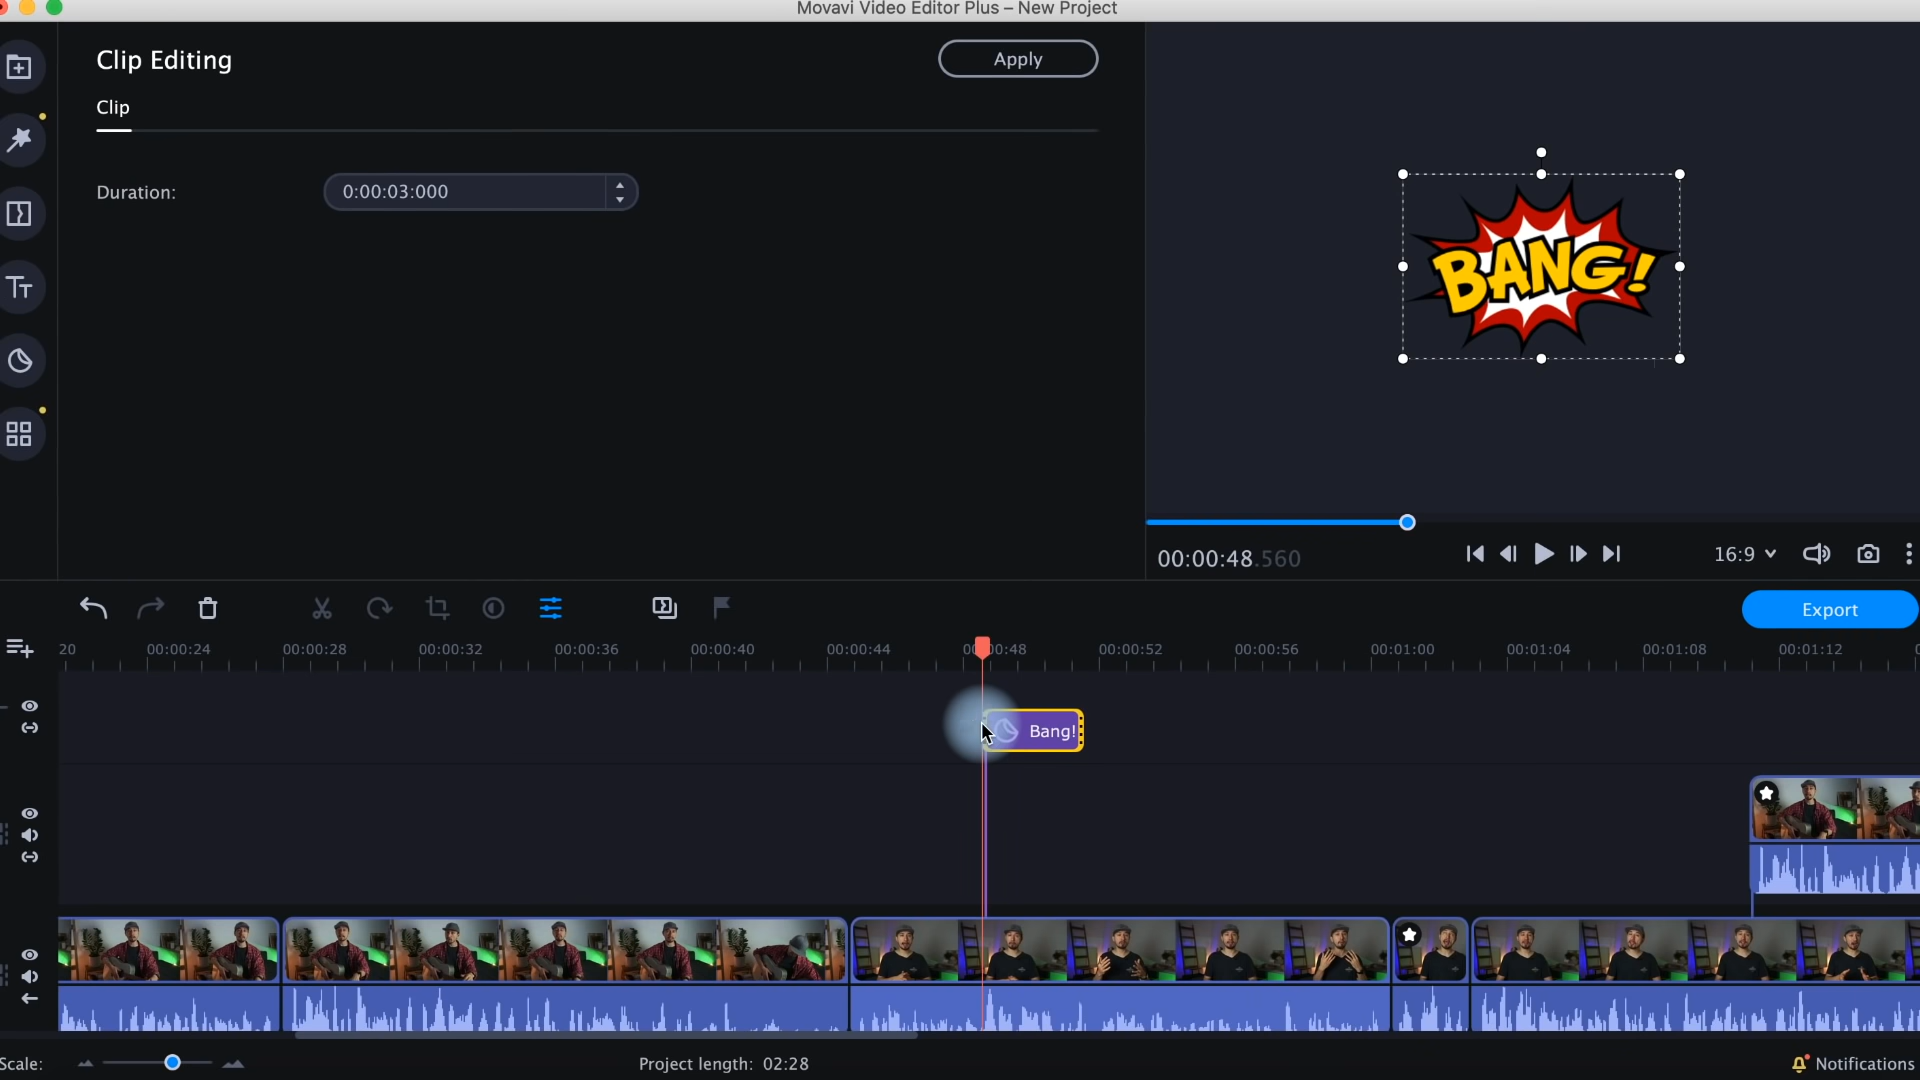 Movavi Video Editor Plus – New Project
Clip Editing
Apply
Clip
Duration:
0:00:03:000
BANG!
00:00:48.560
16:9
Export
20 00:00:24 00:00:28 00:00:32 00:00:36 00:00:40 00:00:44 00:00:48 00:00:52 00:00:56 00:01:00 00:01:04 00:01:08 00:01:12
Bang!
Scale:
Project length: 02:28
Notifications